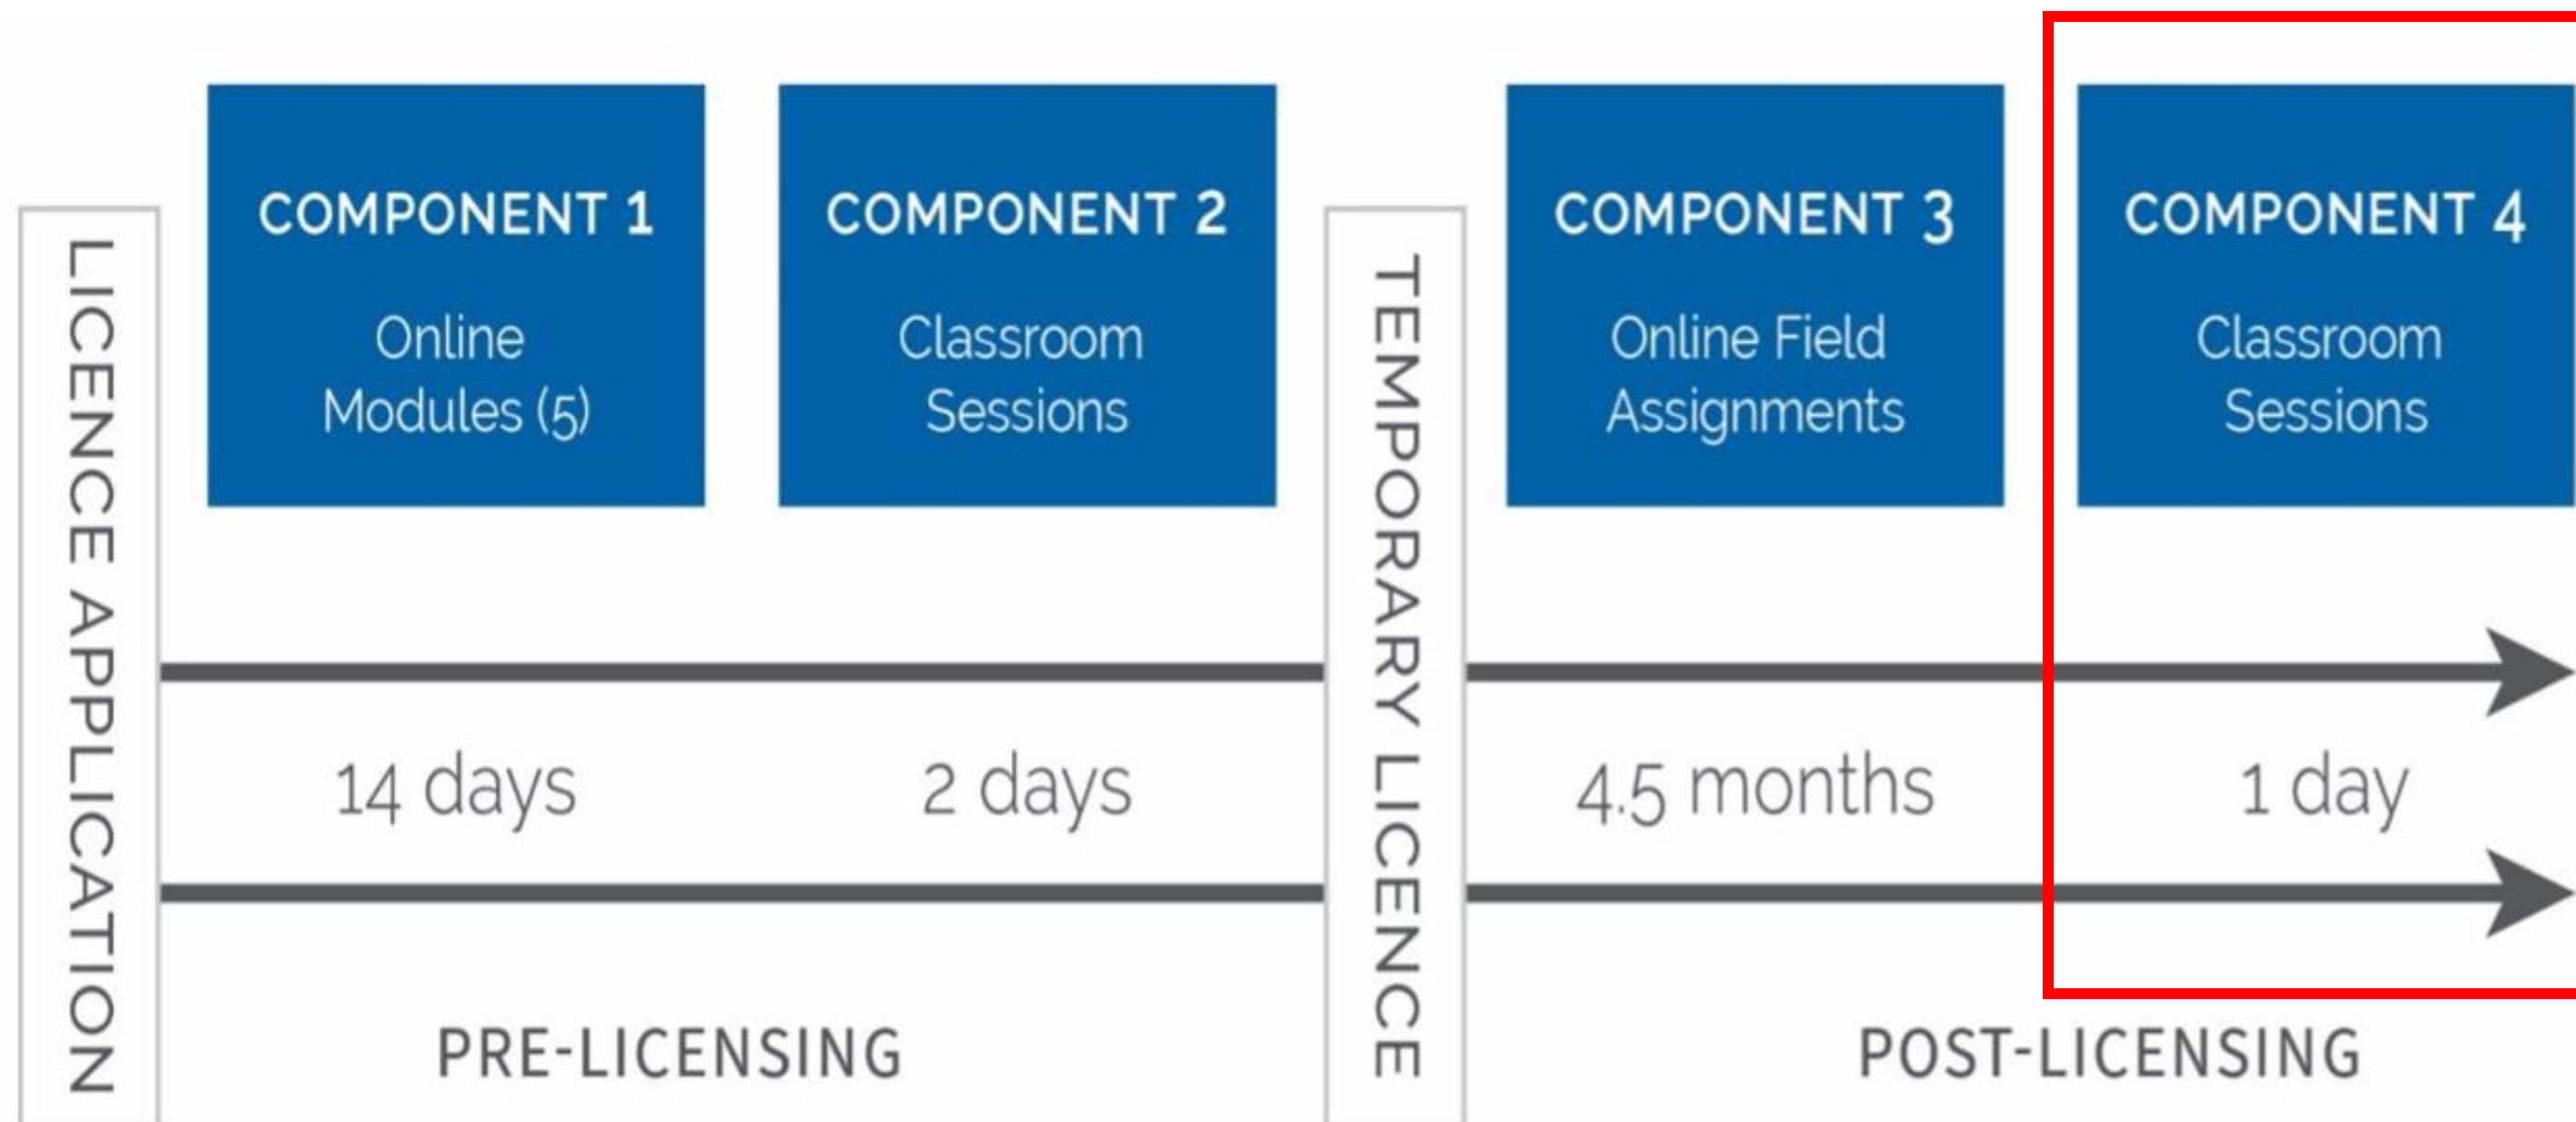 LICENCE APPLICATION
COMPONENT 1
Online
Modules (5)
COMPONENT 2
Classroom
Sessions
TEMPORARY LICENCE
COMPONENT 3
Online Field
Assignments
COMPONENT 4
Classroom
Sessions
14 days
2 days
4.5 months
1 day
PRE-LICENSING
POST-LICENSING